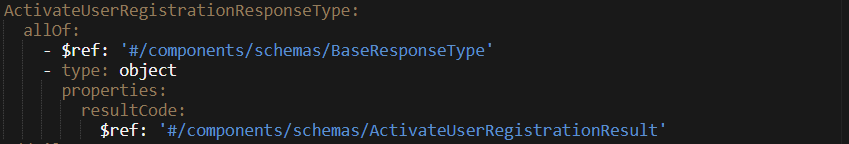 ActivateUserRegistrationResponseType:
allOf:
- $ref: '#/components/schemas/BaseResponseType'
- type: object
properties:
resultCode:
$ref: '#/components/schemas/ActivateUserRegistrationResult'